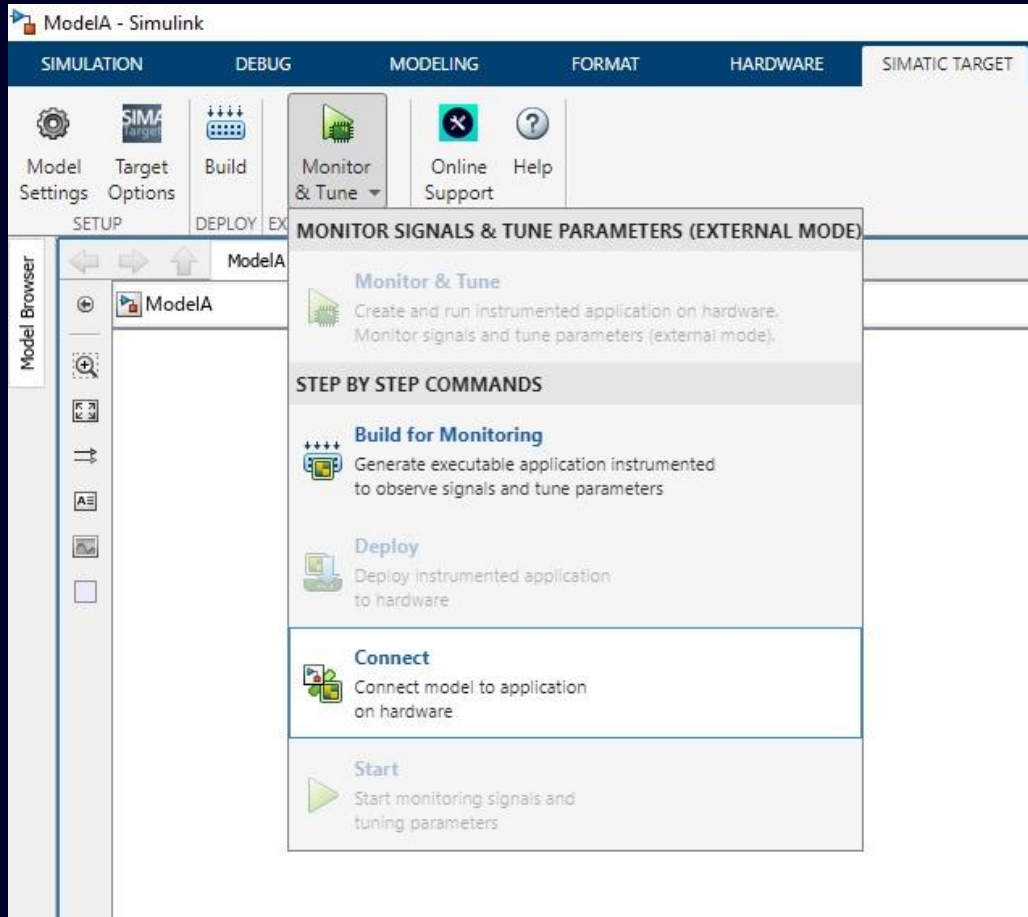 ModelA - Simulink
SIMULATION DEBUG MODELING FORMAT HARDWARE SIMATIC TARGET
SIMA
Target
Model Settings
Target Options
Build
Monitor & Tune
Online Support
Help
SETUP DEPLOY EX
Model Browser
ModelA
ModelA
MONITOR SIGNALS & TUNE PARAMETERS (EXTERNAL MODE)
Monitor & Tune
Create and run instrumented application on hardware.
Monitor signals and tune parameters (external mode).
STEP BY STEP COMMANDS
Build for Monitoring
Generate executable application instrumented
to observe signals and tune parameters
Deploy
Deploy instrumented application
to hardware
Connect
Connect model to application
on hardware
Start
Start monitoring signals and
tuning parameters